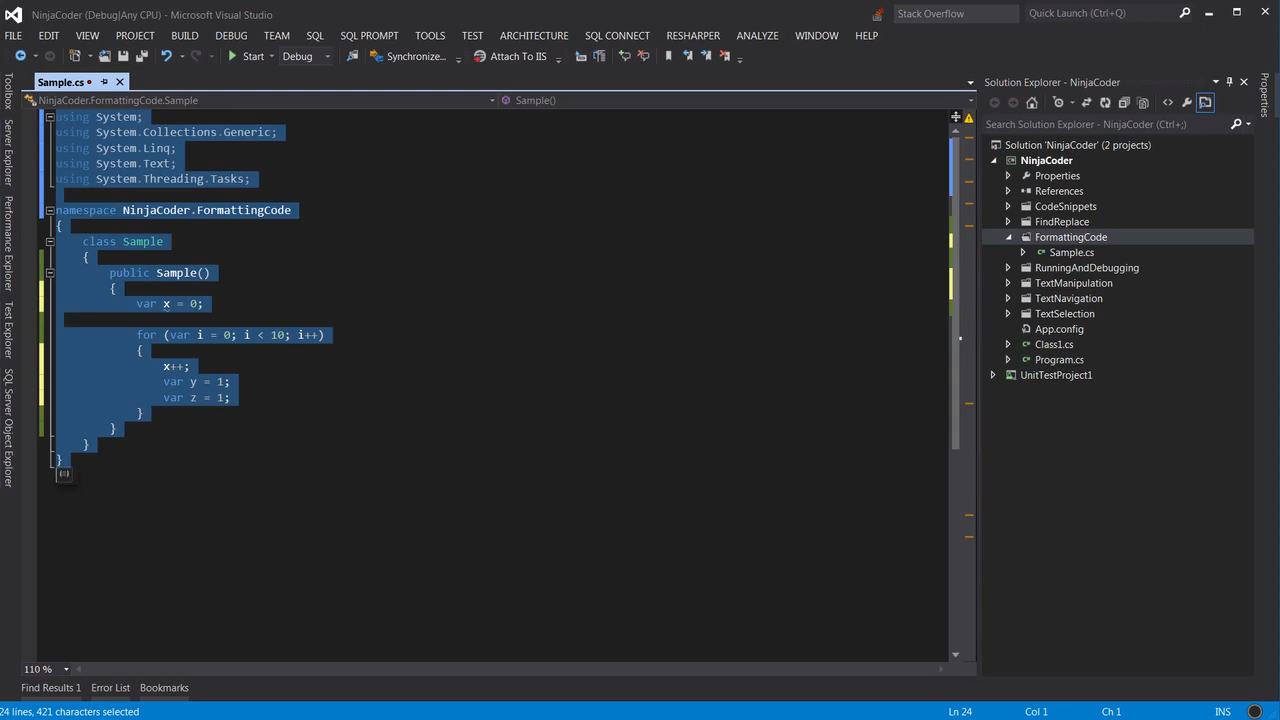 NinjaCoder (Debug|Any CPU) - Microsoft Visual Studio
Stack Overflow
Quick Launch (Ctrl+Q)
FILE EDIT VIEW PROJECT BUILD DEBUG TEAM SQL SQL PROMPT TOOLS TEST ARCHITECTURE SQL CONNECT RESHARPER ANALYZE WINDOW HELP
Start Debug Synchronize... Attach To IIS
Toolbox
Server Explorer
Performance Explorer
Test Explorer
SQL Server Object Explorer
Sample.cs
NinjaCoder.FormattingCode.Sample
Sample()
using System;
using System.Collections.Generic;
using System.Linq;
using System.Text;
using System.Threading.Tasks;
namespace NinjaCoder.FormattingCode
{
class Sample
{
public Sample()
{
var x = 0;
for (var i = 0; i < 10; i++)
{
x++;
var y = 1;
var z = 1;
}
}
}
}
110 %
Solution Explorer - NinjaCoder
Search Solution Explorer - NinjaCoder (Ctrl+;)
Solution 'NinjaCoder' (2 projects)
NinjaCoder
Properties
References
CodeSnippets
FindReplace
FormattingCode
Sample.cs
RunningAndDebugging
TextManipulation
TextNavigation
TextSelection
App.config
Class1.cs
Program.cs
UnitTestProject1
Properties
Find Results 1 Error List Bookmarks
24 lines, 421 characters selected
Ln 24 Col 1 Ch 1 INS